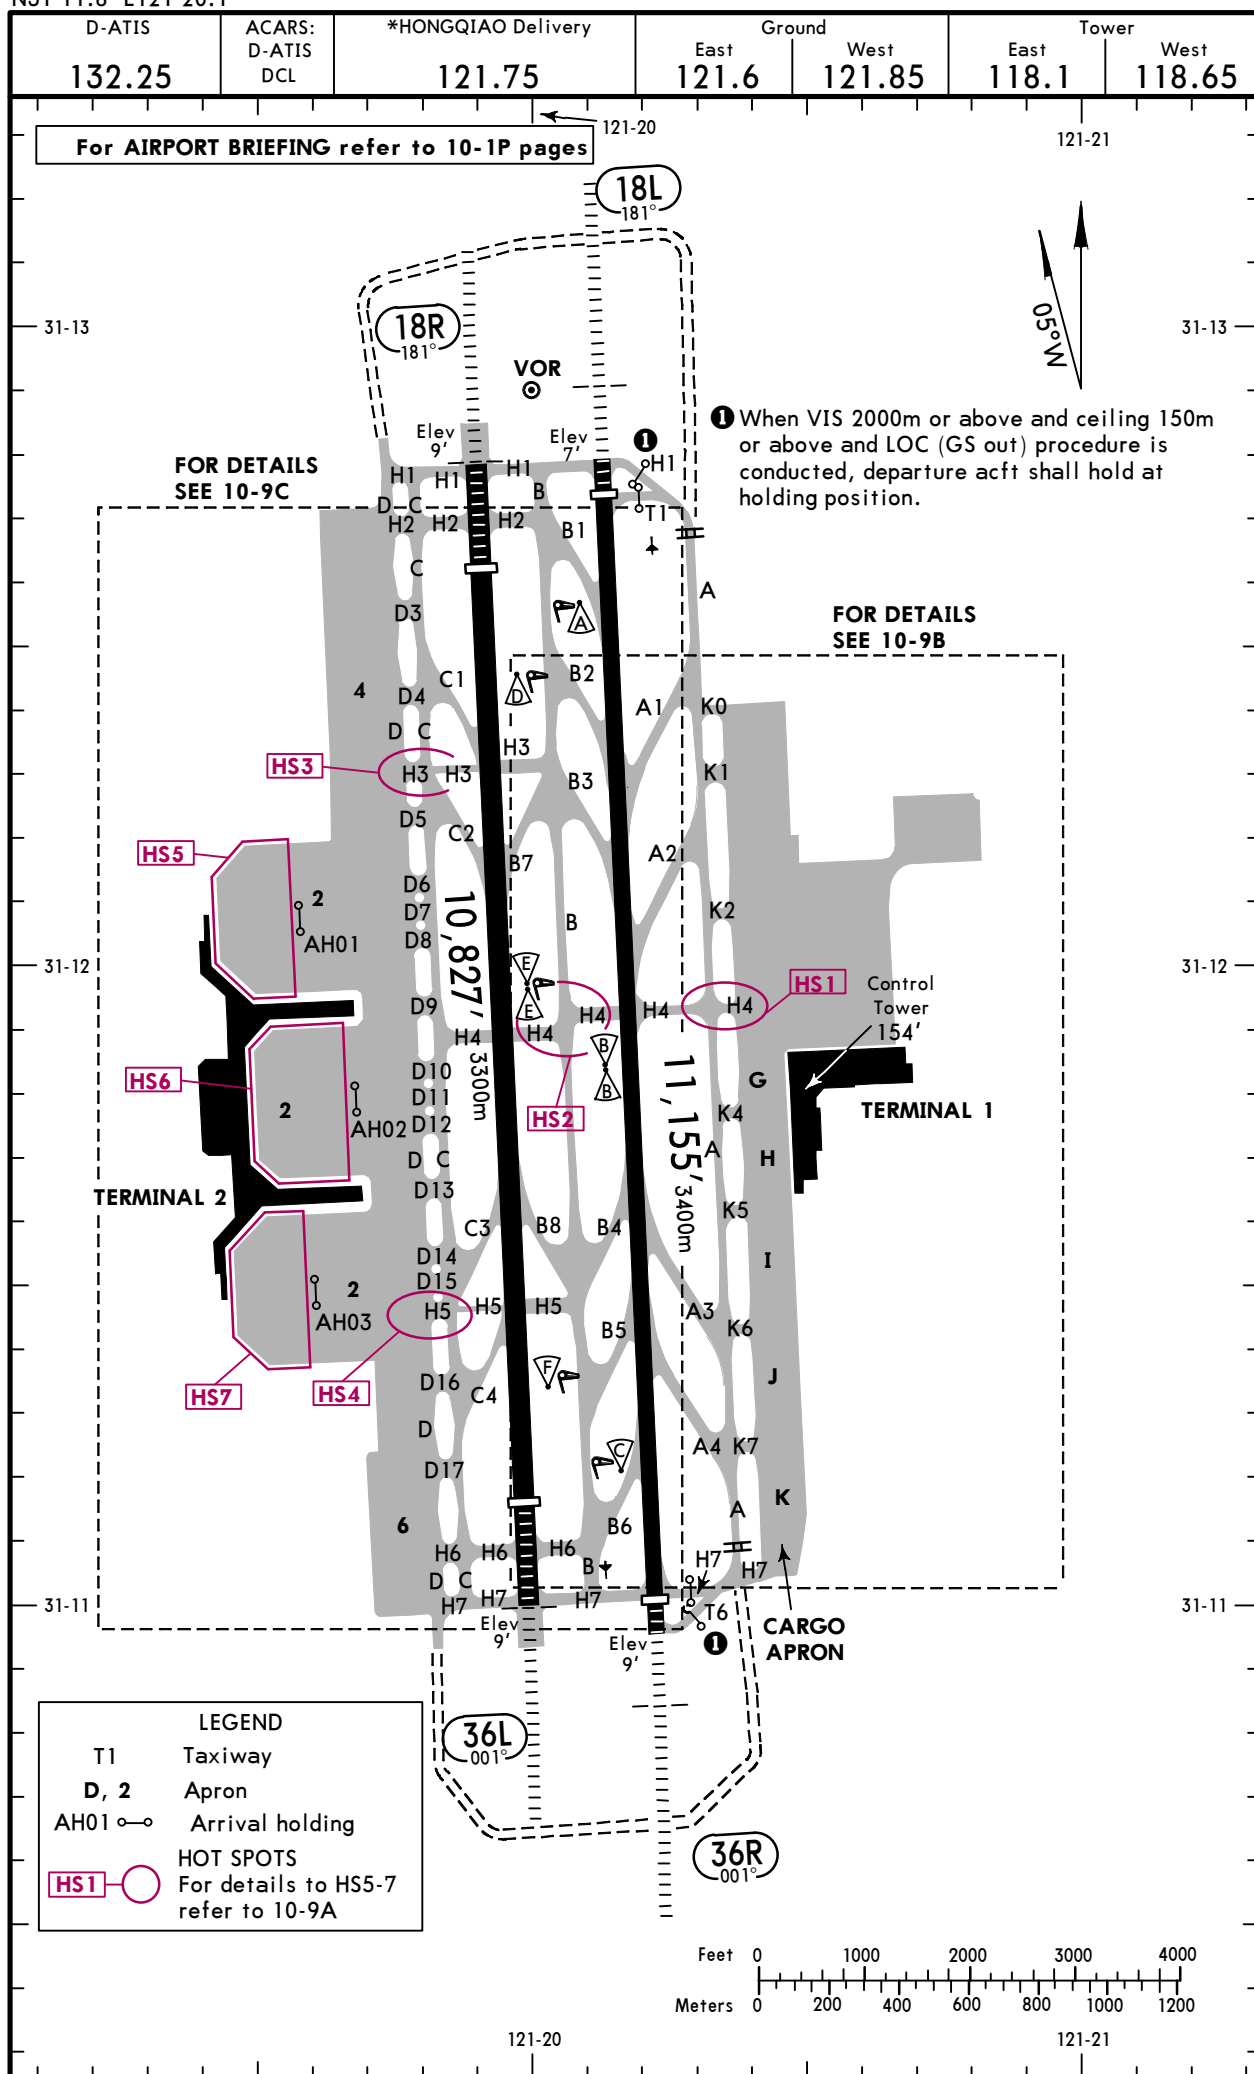 D-ATIS
132.25
ACARS:
D-ATIS
DCL
*HONGQIAO Delivery
121.75
Ground
East
121.6
West
121.85
Tower
East
118.1
West
118.65
For AIRPORT BRIEFING refer to 10-1P pages
121-20
121-21
18L
181°
18R
181°
05°W
31-13
31-13
VOR
Elev
9'
Elev
7'
1
H1
T1
1 When VIS 2000m or above and ceiling 150m
or above and LOC (GS out) procedure is
conducted, departure acft shall hold at
holding position.
FOR DETAILS
SEE 10-9C
H1
H1
H1
B
D
C
H2
H2
H2
B1
C
A
D3
A
FOR DETAILS
SEE 10-9B
4
D4
C1
D
B2
A1
K0
D
C
H3
HS3
H3
H3
B3
K1
D5
C2
A2
HS5
B7
2
D6
D7
D8
K2
B
AH01
10,827'
3300m
31-12
31-12
E
E
HS1
Control
Tower
154'
D9
H4
H4
H4
H4
H4
B
B
HS6
D10
D11
D12
2
AH02
HS2
11,155'
3400m
G
K4
TERMINAL 1
A
H
D
C
D13
TERMINAL 2
K5
C3
B8
B4
D14
D15
I
2
AH03
H5
H5
H5
A3
K6
B5
HS7
HS4
F
D16
C4
J
D
C
A4
K7
D17
K
A
6
B6
H6
H6
H6
B
H7
H7
D
C
H7
H7
H7
T6
31-11
31-11
Elev
9'
Elev
9'
1
CARGO
APRON
36L
001°
36R
001°
LEGEND
T1 Taxiway
D, 2 Apron
AH01 Arrival holding
HOT SPOTS
HS1 For details to HS5-7
refer to 10-9A
Feet 0 1000 2000 3000 4000
Meters 0 200 400 600 800 1000 1200
121-20
121-21